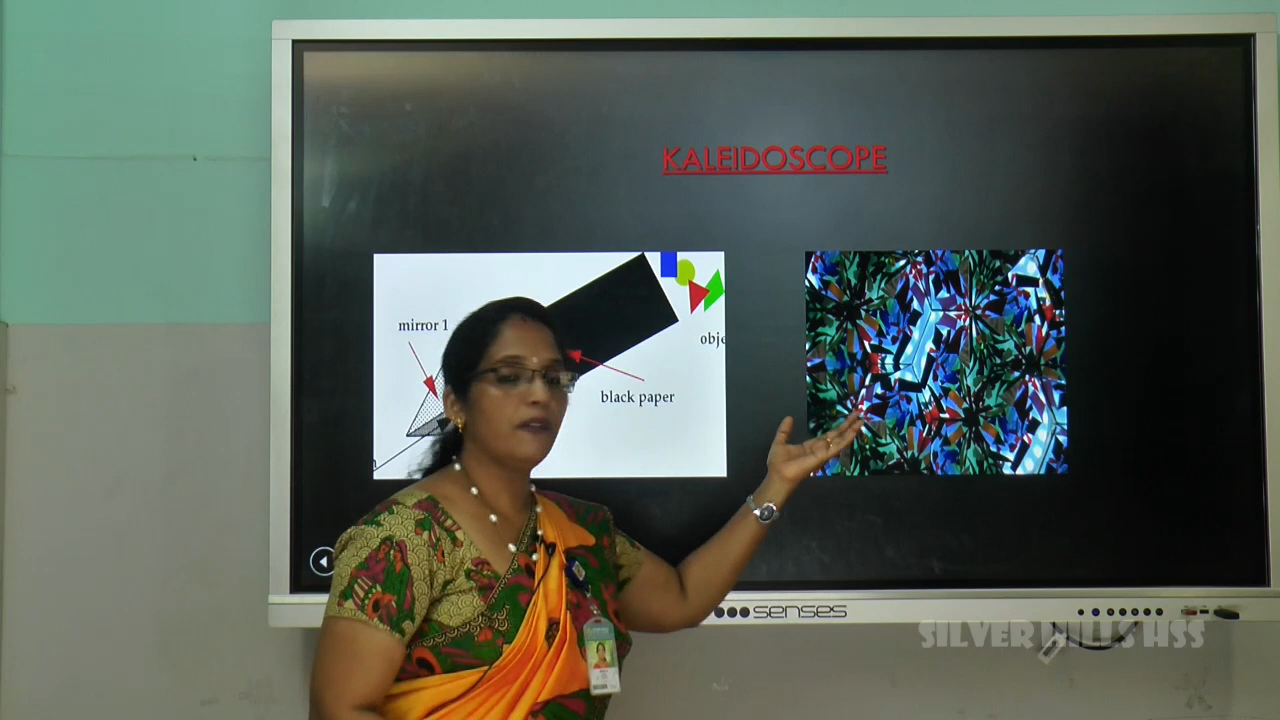 KALEIDOSCOPE
mirror 1
obje
black paper
senses
SILVER HILLS HSS